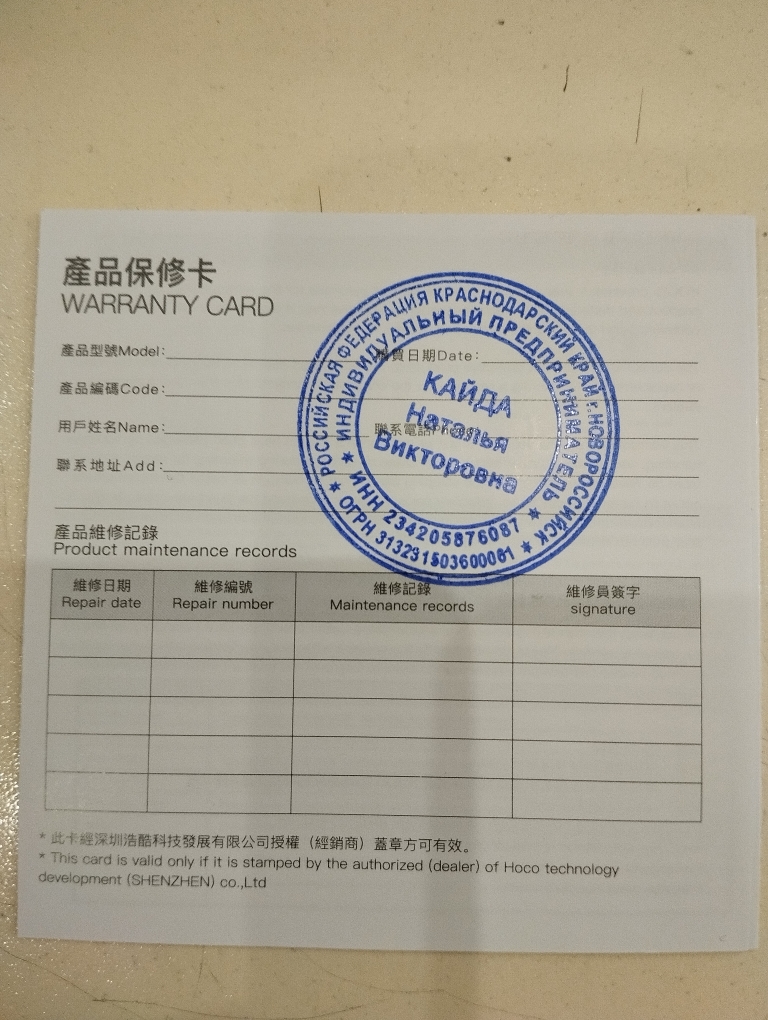 產品保修卡
WARRANTY CARD
產品型號Model:
購買日期Date:
產品編碼Code:
用戶姓名Name:
聯系電話Phone:
聯系地址Add:
РОССИЙСКАЯ ФЕДЕРАЦИЯ КРАСНОДАРСКИЙ КРАЙ г.НОВОРОССИЙСК
ИНДИВИДУАЛЬНЫЙ ПРЕДПРИНИМАТЕЛЬ
КАЙДА
Наталья
Викторовна
ИНН 234205876087
ОГРН 313231503600061
產品維修記錄
Product maintenance records
維修日期 維修編號 維修記錄 維修員簽字
Repair date Repair number Maintenance records signature
* 此卡經深圳浩酷科技發展有限公司授權（經銷商）蓋章方可有效。
* This card is valid only if it is stamped by the authorized (dealer) of Hoco technology
development (SHENZHEN) co.,Ltd